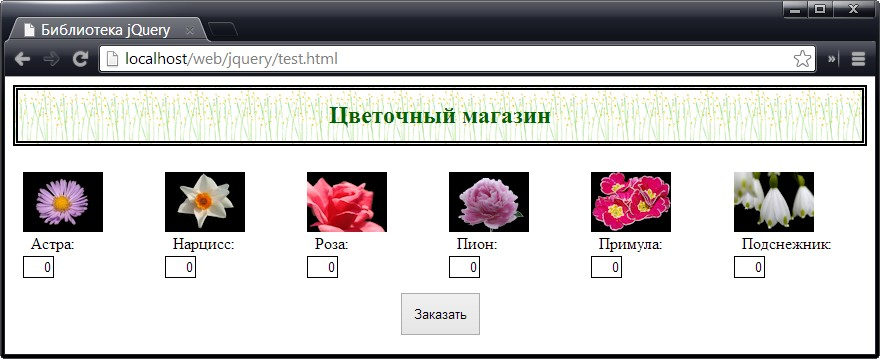 Библиотека jQuery
localhost/web/jquery/test.html
Цветочный магазин
Астра: Нарцисс: Роза: Пион: Примула: Подснежник:
0 0 0 0 0 0
Заказать